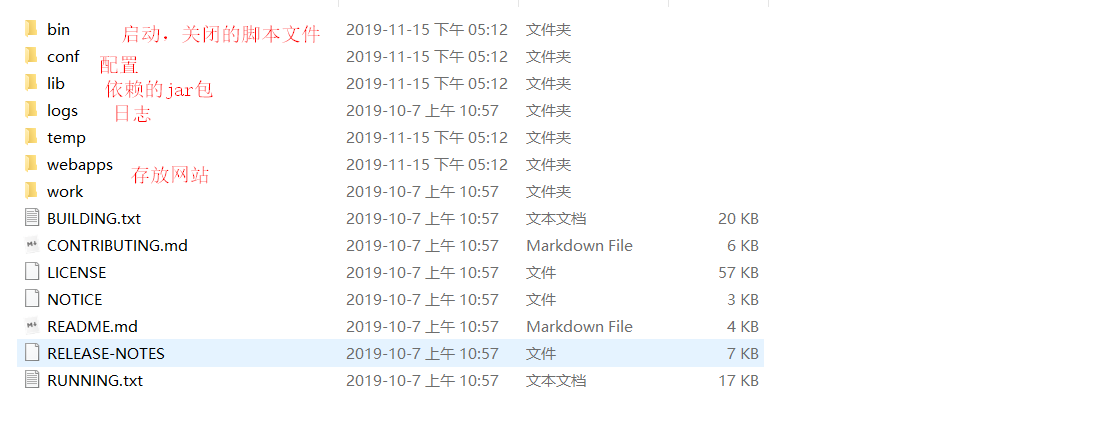 bin 启动，关闭的脚本文件 2019-11-15 下午 05:12 文件夹
conf 配置 2019-11-15 下午 05:12 文件夹
lib 依赖的jar包 2019-11-15 下午 05:12 文件夹
logs 日志 2019-10-7 上午 10:57 文件夹
temp 2019-11-15 下午 05:12 文件夹
webapps 存放网站 2019-11-15 下午 05:12 文件夹
work 2019-10-7 上午 10:57 文件夹
BUILDING.txt 2019-10-7 上午 10:57 文本文档 20 KB
CONTRIBUTING.md 2019-10-7 上午 10:57 Markdown File 6 KB
LICENSE 2019-10-7 上午 10:57 文件 57 KB
NOTICE 2019-10-7 上午 10:57 文件 3 KB
README.md 2019-10-7 上午 10:57 Markdown File 4 KB
RELEASE-NOTES 2019-10-7 上午 10:57 文件 7 KB
RUNNING.txt 2019-10-7 上午 10:57 文本文档 17 KB